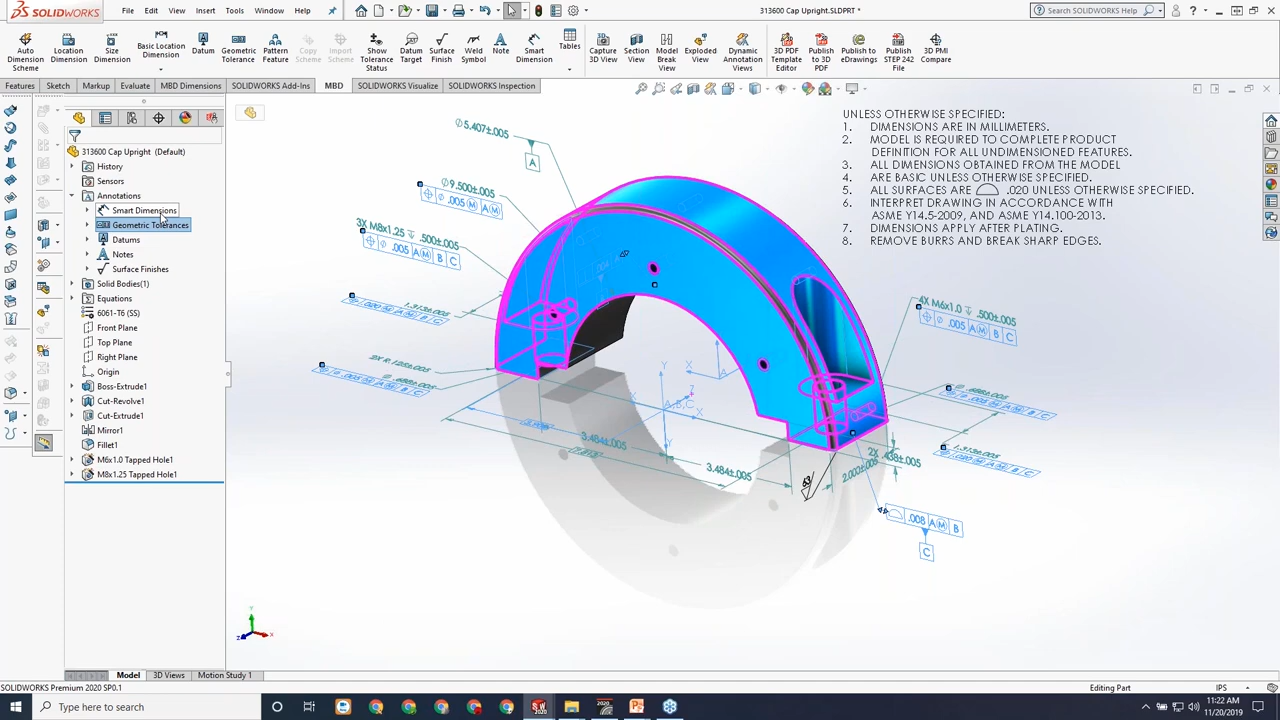 SOLIDWORKS File Edit View Insert Tools Window Help 313600 Cap Upright.SLDPRT * Search SOLIDWORKS Help
Auto Dimension Scheme Location Dimension Size Dimension Basic Location Dimension Datum Geometric Tolerance Pattern Feature Copy Scheme Import Scheme Show Tolerance Status Datum Target Surface Finish Weld Symbol Note Smart Dimension Tables Capture 3D View Section View Model Break View Exploded View Dynamic Annotation Views 3D PDF Template Editor Publish to 3D PDF Publish to eDrawings Publish STEP 242 File 3D PMI Compare
Features Sketch Markup Evaluate MBD Dimensions SOLIDWORKS Add-Ins MBD SOLIDWORKS Visualize SOLIDWORKS Inspection
313600 Cap Upright (Default)
History
Sensors
Annotations
Smart Dimensions
Geometric Tolerances
Datums
Notes
Surface Finishes
Solid Bodies(1)
Equations
6061-T6 (SS)
Front Plane
Top Plane
Right Plane
Origin
Boss-Extrude1
Cut-Revolve1
Cut-Extrude1
Mirror1
Fillet1
M6x1.0 Tapped Hole1
M8x1.25 Tapped Hole1
UNLESS OTHERWISE SPECIFIED:
1. DIMENSIONS ARE IN MILLIMETERS.
2. MODEL IS REQUIRED TO COMPLETE PRODUCT
DEFINITION FOR ALL UNDIMENSIONED FEATURES.
3. ALL DIMENSIONS OBTAINED FROM THE MODEL
4. ARE BASIC UNLESS OTHERWISE SPECIFIED.
5. ALL SURFACES ARE ⌓ .020 UNLESS OTHERWISE SPECIFIED.
6. INTERPRET DRAWING IN ACCORDANCE WITH
ASME Y14.5-2009, AND ASME Y14.100-2013.
7. DIMENSIONS APPLY AFTER PLATING.
8. REMOVE BURRS AND BREAK SHARP EDGES.
∅5.407±.005
A
∅9.500±.005
⌖ ∅ .005 Ⓜ A Ⓜ
3X M8x1.25 ↧ .500±.005
⌖ ∅ .005 A Ⓜ B C
4X M6x1.0 ↧ .500±.005
⌖ ∅ .005 A Ⓜ B C
3.484±.005
3.484±.005
2X .438±.005
2.000±.005
63
⌓ .008 A Ⓜ B
C
Model 3D Views Motion Study 1
SOLIDWORKS Premium 2020 SP0.1 Editing Part IPS
Type here to search 11:22 AM
11/20/2019